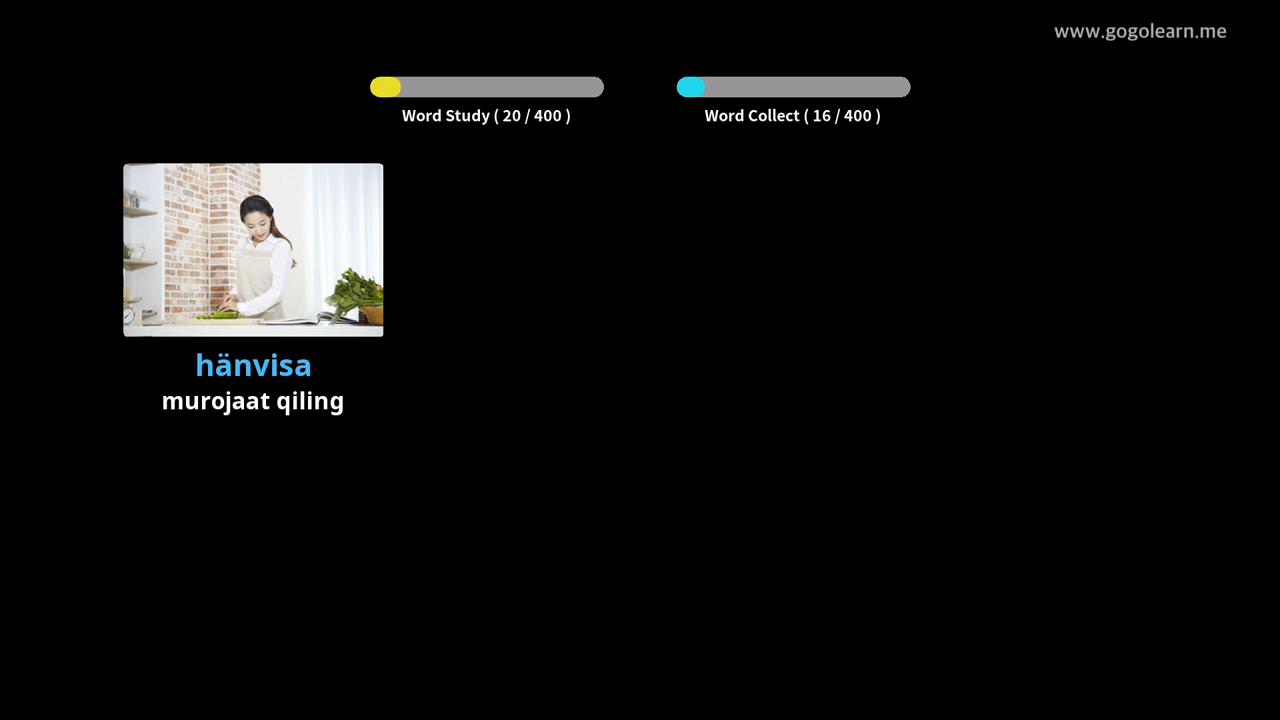 www.gogolearn.me
Word Study ( 20 / 400 )
Word Collect ( 16 / 400 )
hänvisa
murojaat qiling